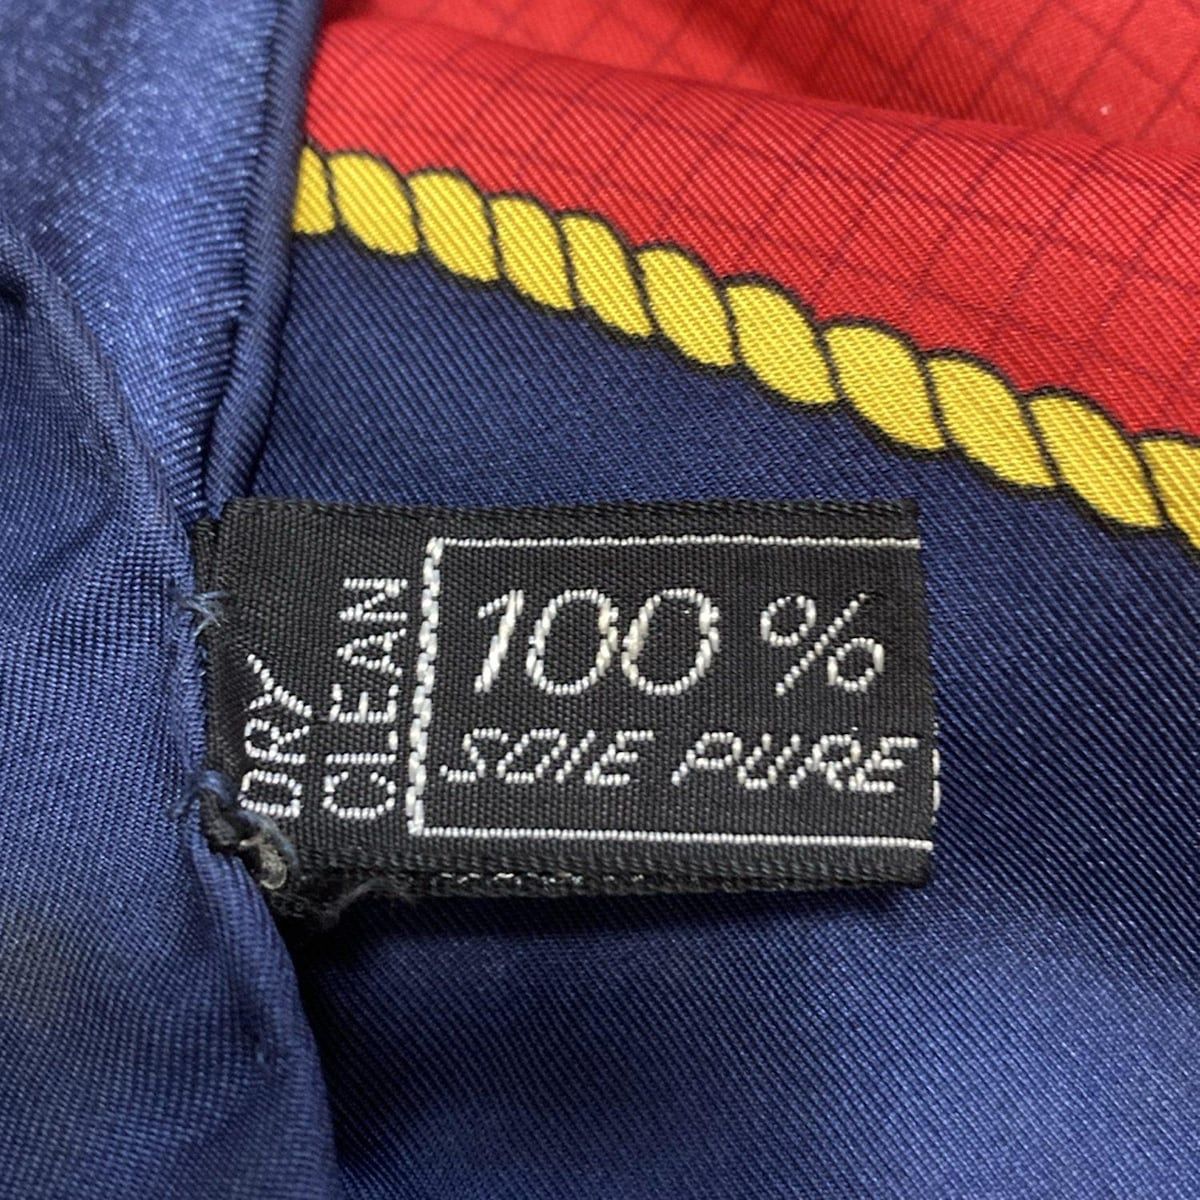 DRY
CLEAN
100 %
SOIE PURE